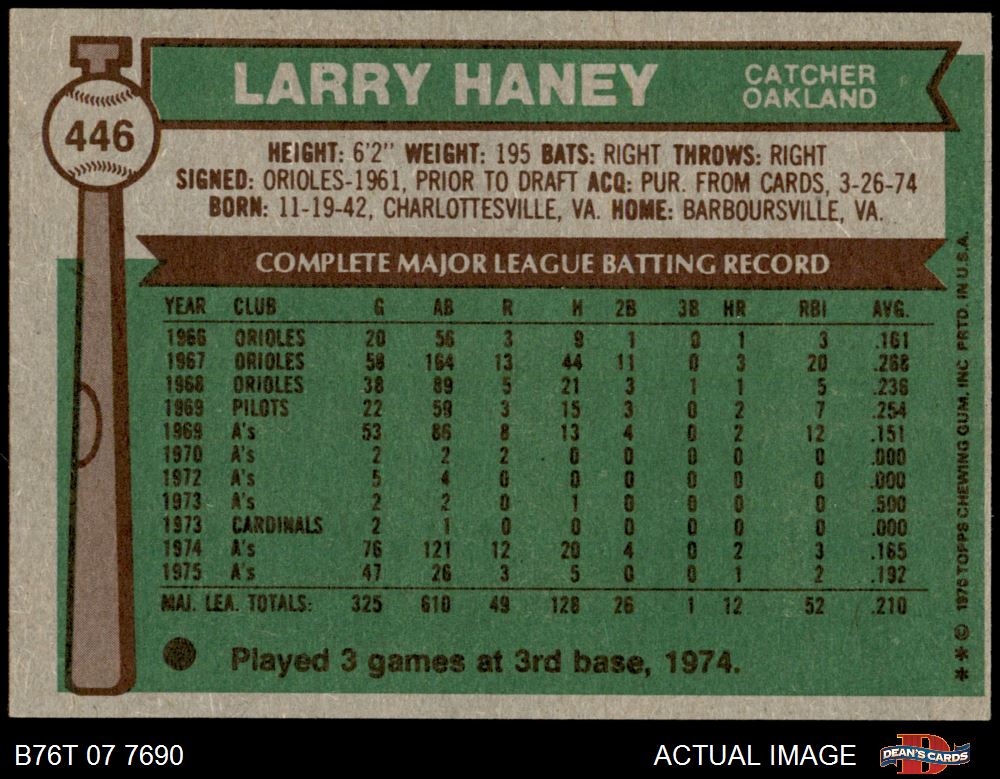 446
LARRY HANEY
CATCHER
OAKLAND
HEIGHT: 6'2" WEIGHT: 195 BATS: RIGHT THROWS: RIGHT
SIGNED: ORIOLES-1961, PRIOR TO DRAFT ACQ: PUR. FROM CARDS, 3-26-74
BORN: 11-19-42, CHARLOTTESVILLE, VA. HOME: BARBOURSVILLE, VA.
COMPLETE MAJOR LEAGUE BATTING RECORD
YEAR CLUB G AB R H 2B 3B HR RBI AVG.
1966 ORIOLES 20 56 3 9 1 0 1 3 .161
1967 ORIOLES 58 164 13 44 11 0 3 20 .268
1968 ORIOLES 38 89 5 21 3 1 1 5 .236
1969 PILOTS 22 59 3 15 3 0 2 7 .254
1969 A's 53 86 8 13 4 0 2 12 .151
1970 A's 2 2 2 0 0 0 0 0 .000
1972 A's 5 4 0 0 0 0 0 0 .000
1973 A's 2 2 0 1 0 0 0 0 .500
1973 CARDINALS 2 1 0 0 0 0 0 0 .000
1974 A's 76 121 12 20 4 0 2 3 .165
1975 A's 47 26 3 5 0 0 1 2 .192
MAJ. LEA. TOTALS: 325 610 49 128 26 1 12 52 .210
Played 3 games at 3rd base, 1974.
** © 1976 TOPPS CHEWING GUM, INC PRTD. IN U.S.A.
B76T 07 7690
ACTUAL IMAGE
DEAN'S CARDS